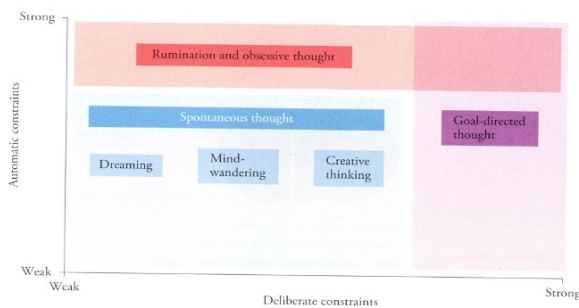 Strong
Rumination and obsessive thought
Spontaneous thought
Goal-directed
thought
Dreaming
Mind-
wandering
Creative
thinking
Automatic constraints
Weak
Weak
Strong
Deliberate constraints